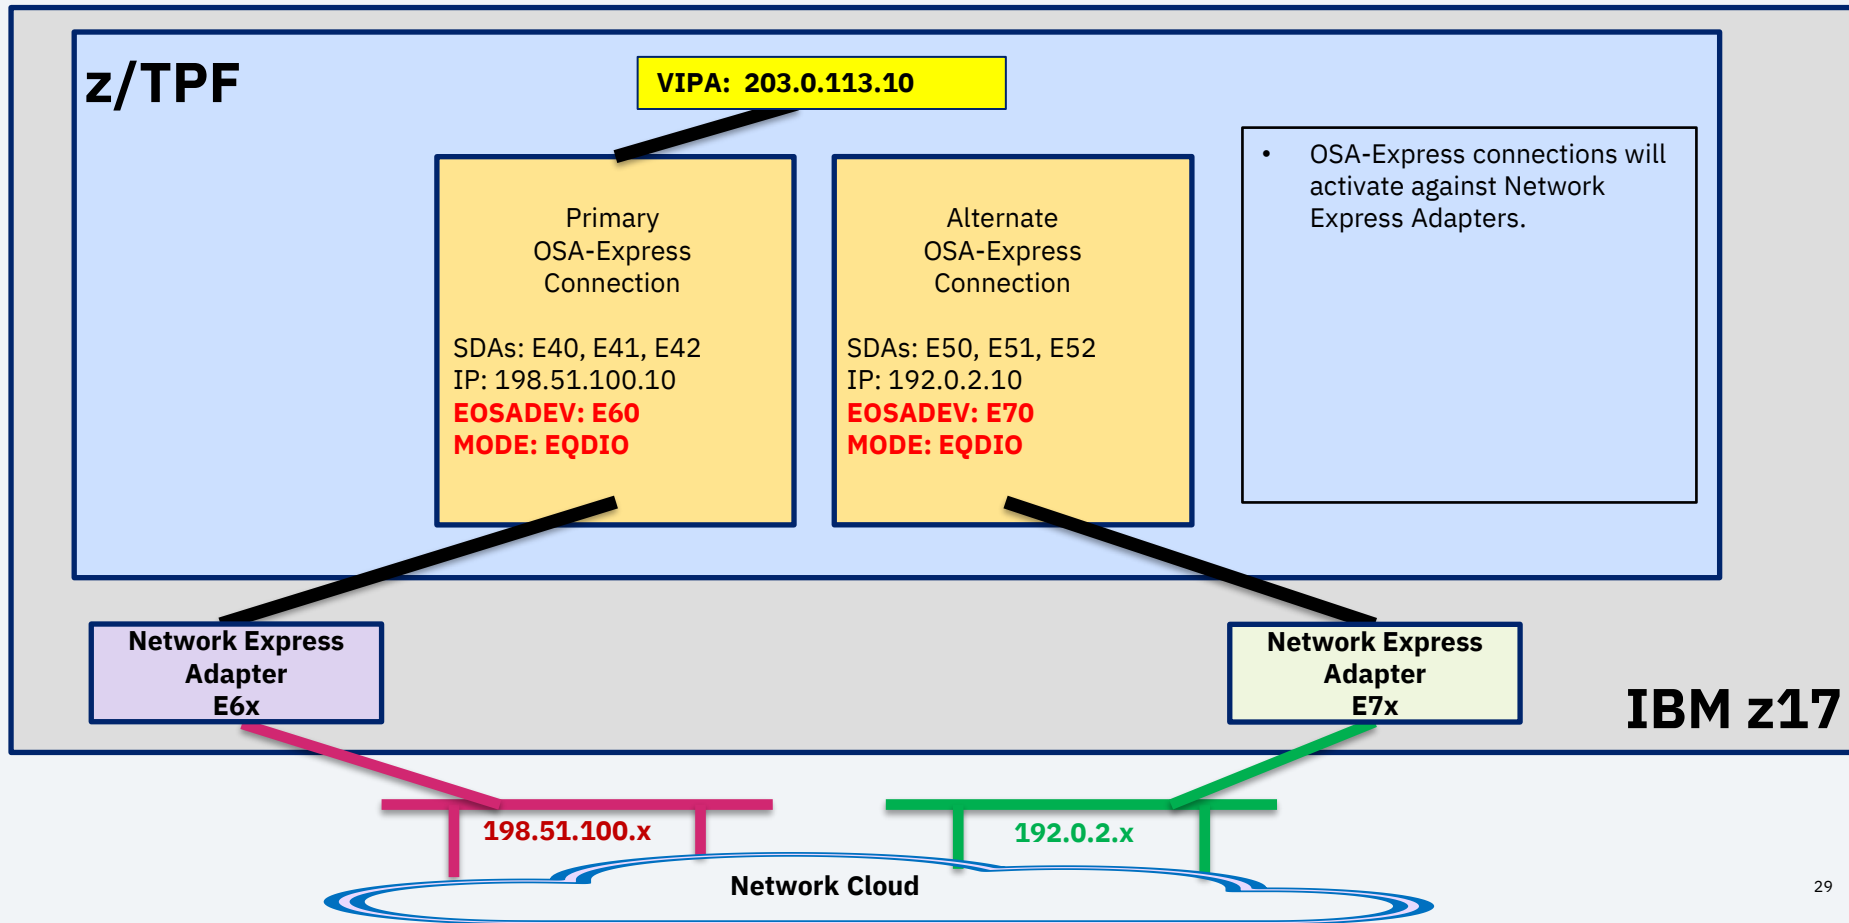 z/TPF
VIPA: 203.0.113.10
Primary
OSA-Express
Connection
SDAs: E40, E41, E42
IP: 198.51.100.10
EOSADEV: E60
MODE: EQDIO
Alternate
OSA-Express
Connection
SDAs: E50, E51, E52
IP: 192.0.2.10
EOSADEV: E70
MODE: EQDIO
• OSA-Express connections will
activate against Network
Express Adapters.
Network Express
Adapter
E6x
Network Express
Adapter
E7x
IBM z17
198.51.100.x
192.0.2.x
Network Cloud
29